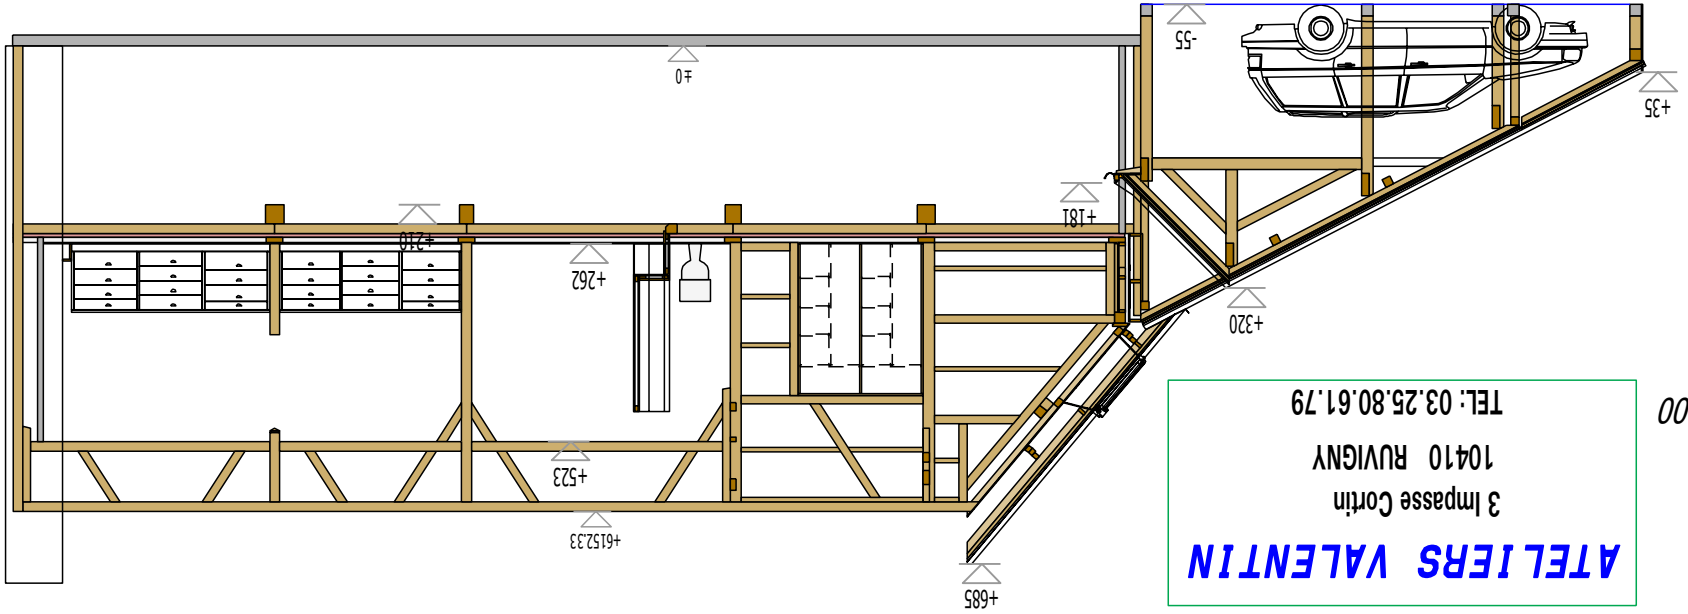 ATELIERS VALENTIN
3 Impasse Cortin
10410 RUVIGNY
TEL: 03.25.80.61.79
00
+685
+6152.33
+523
+320
+262
+210
+181
+35
±0
-55